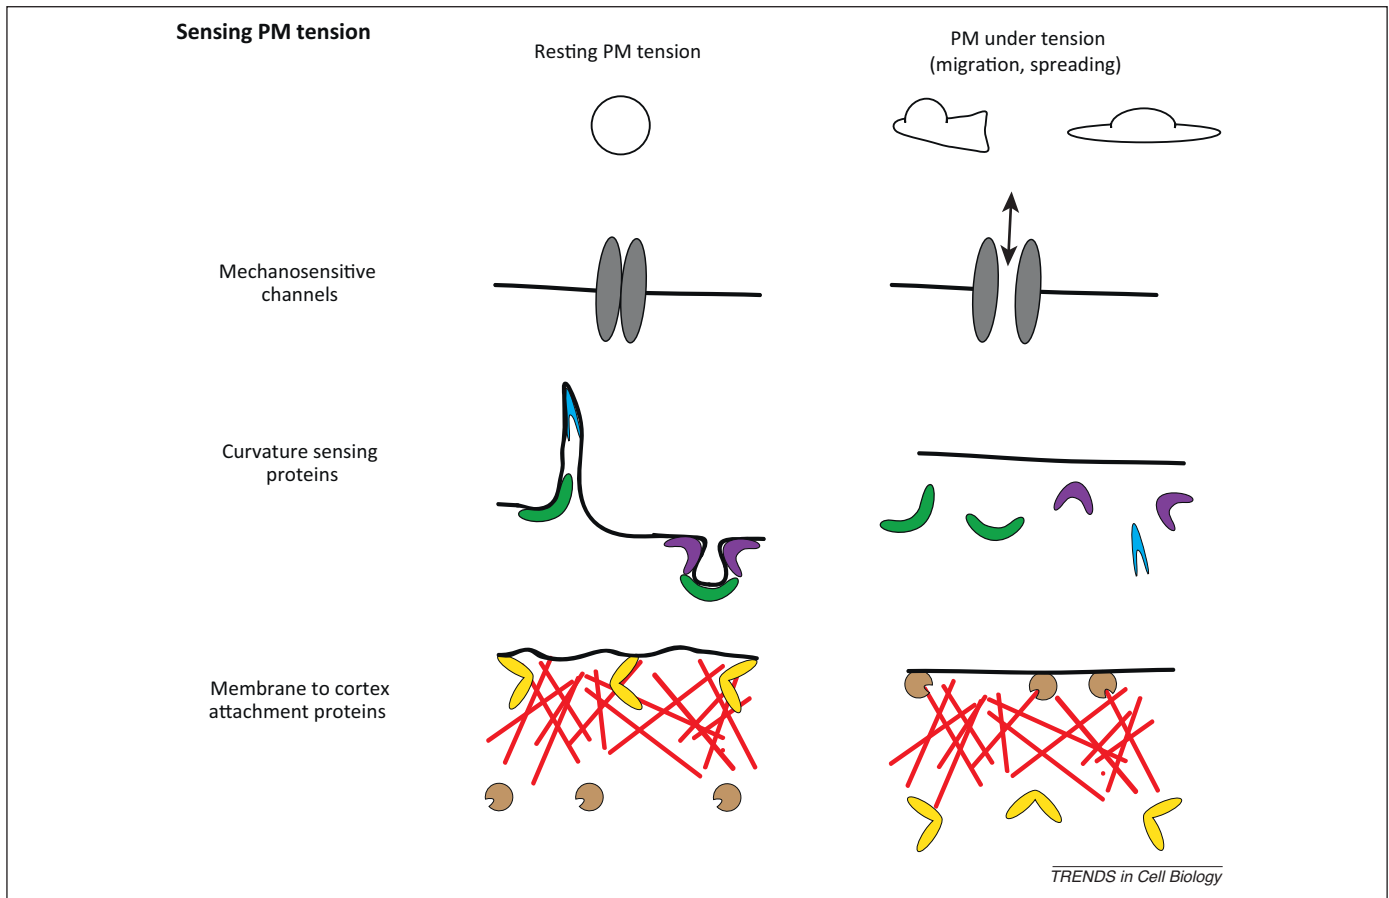 Sensing PM tension
Resting PM tension
PM under tension
(migration, spreading)
Mechanosensitive
channels
Curvature sensing
proteins
Membrane to cortex
attachment proteins
TRENDS in Cell Biology